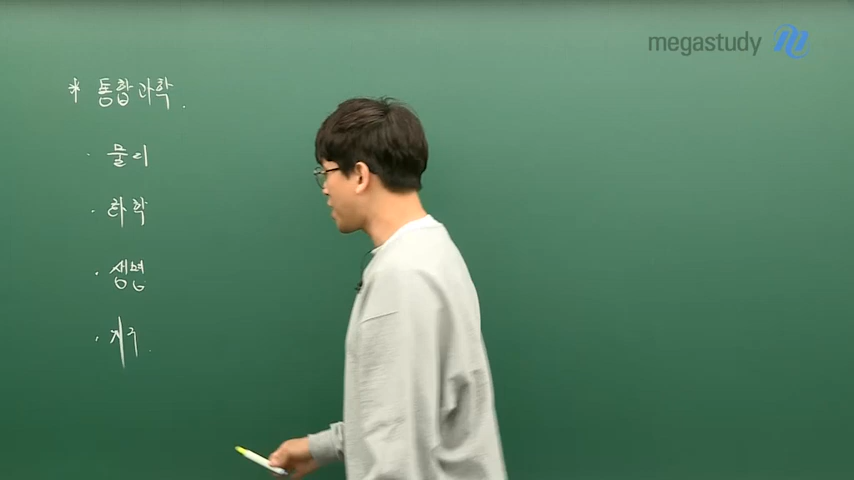 megastudy
* 통합과학.
· 물리
· 화학
· 생명
· 지구.